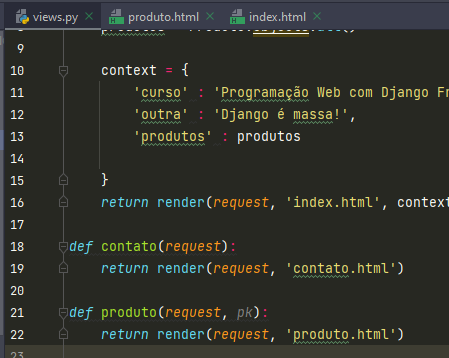 views.py produto.html index.html
9
10 context = {
11 'curso' : 'Programação Web com Django Fr
12 'outra' : 'Django é massa!',
13 'produtos' : produtos
14
15 }
16 return render(request, 'index.html', context
17
18 def contato(request):
19 return render(request, 'contato.html')
20
21 def produto(request, pk):
22 return render(request, 'produto.html')
23